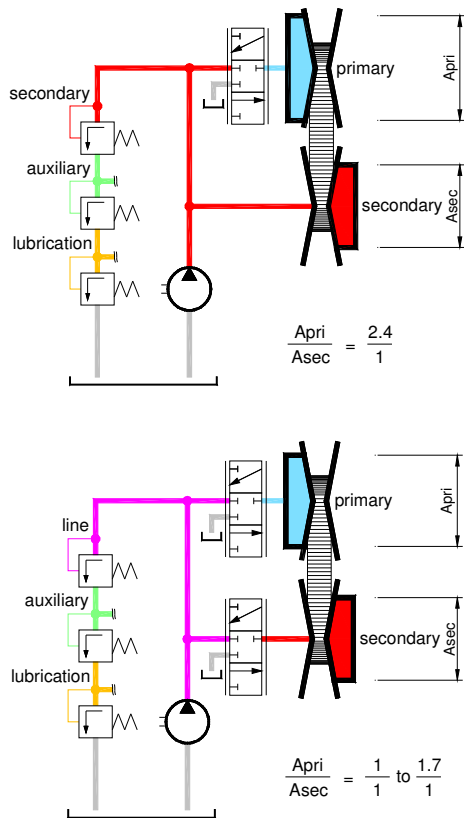 secondary
primary
Apri
auxiliary
secondary
Asec
lubrication
Apri
Asec
=
2.4
1
line
primary
Apri
auxiliary
secondary
Asec
lubrication
Apri
Asec
=
1
1
to
1.7
1